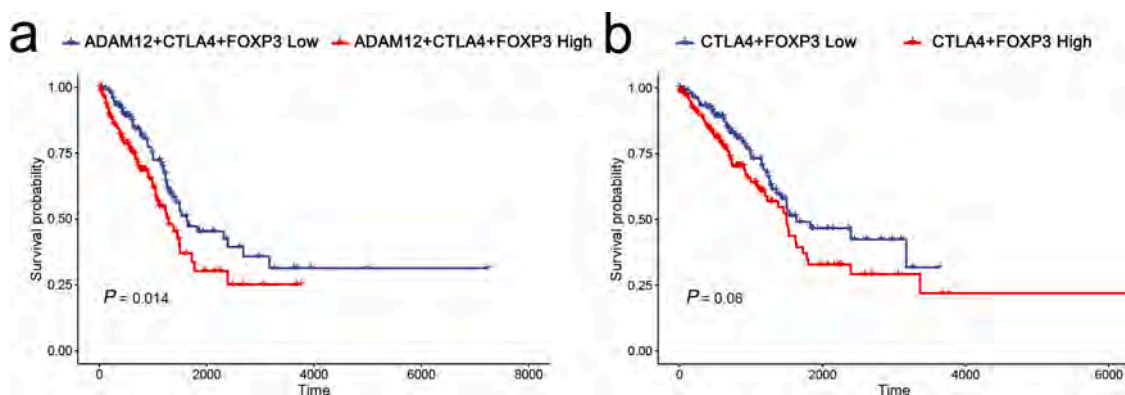 a
ADAM12+CTLA4+FOXP3 Low ADAM12+CTLA4+FOXP3 High
Survival probability
1.00
0.75
0.50
0.25
0.00
P = 0.014
0 2000 4000 6000 8000
Time
b
CTLA4+FOXP3 Low CTLA4+FOXP3 High
Survival probability
1.00
0.75
0.50
0.25
0.00
P = 0.06
0 2000 4000 6000
Time